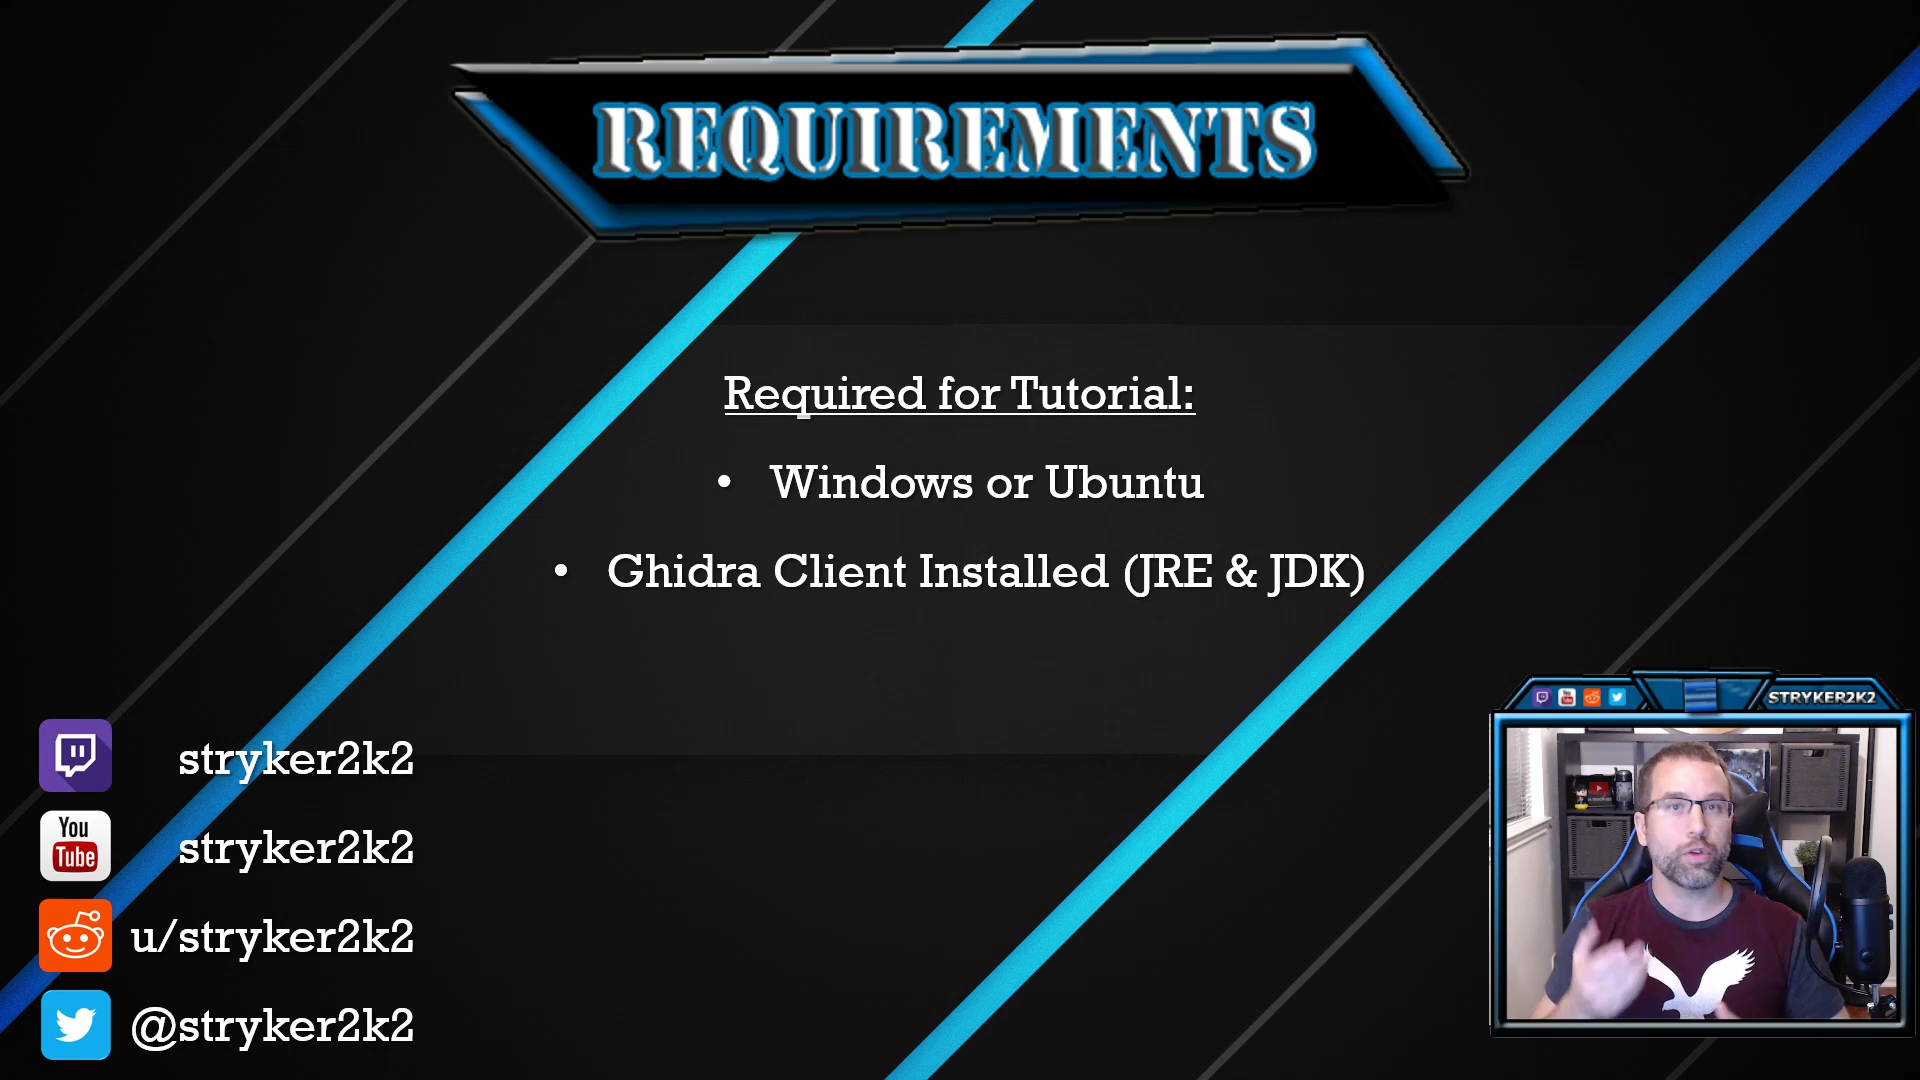 REQUIREMENTS
Required for Tutorial:
• Windows or Ubuntu
• Ghidra Client Installed (JRE & JDK)
stryker2k2
You Tube stryker2k2
u/stryker2k2
@stryker2k2
STRYKER2K2